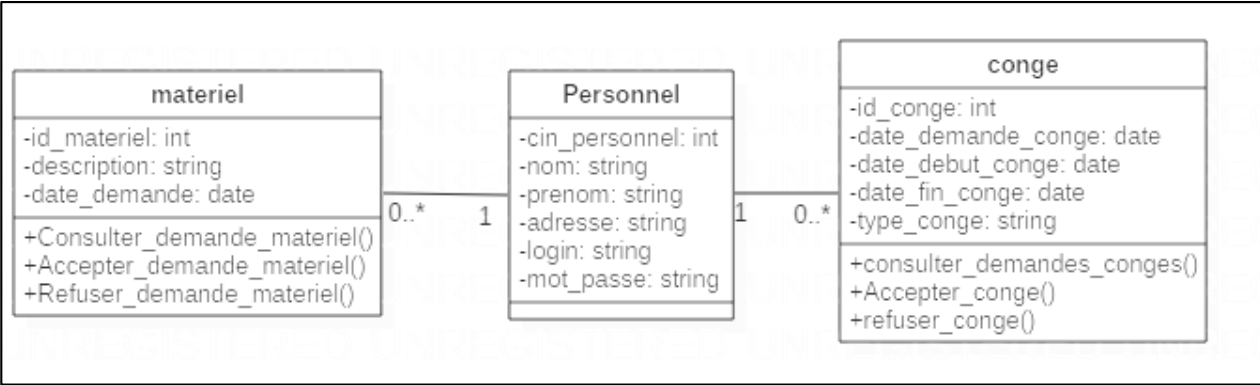 materiel
-id_materiel: int
-description: string
-date_demande: date
+Consulter_demande_materiel()
+Accepter_demande_materiel()
+Refuser_demande_materiel()
0..*
1
Personnel
-cin_personnel: int
-nom: string
-prenom: string
-adresse: string
-login: string
-mot_passe: string
1
0..*
conge
-id_conge: int
-date_demande_conge: date
-date_debut_conge: date
-date_fin_conge: date
-type_conge: string
+consulter_demandes_conges()
+Accepter_conge()
+refuser_conge()
UNREGISTERED UNREGISTERED